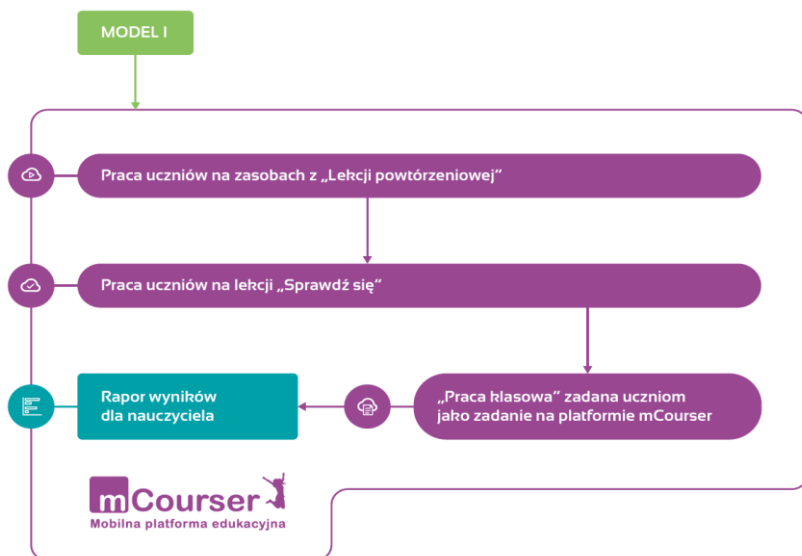 MODEL I
Praca uczniów na zasobach z „Lekcji powtórzeniowej”
Praca uczniów na lekcji „Sprawdź się”
Rapor wyników
dla nauczyciela
„Praca klasowa” zadana uczniom
jako zadanie na platformie mCourser
mCourser
Mobilna platforma edukacyjna